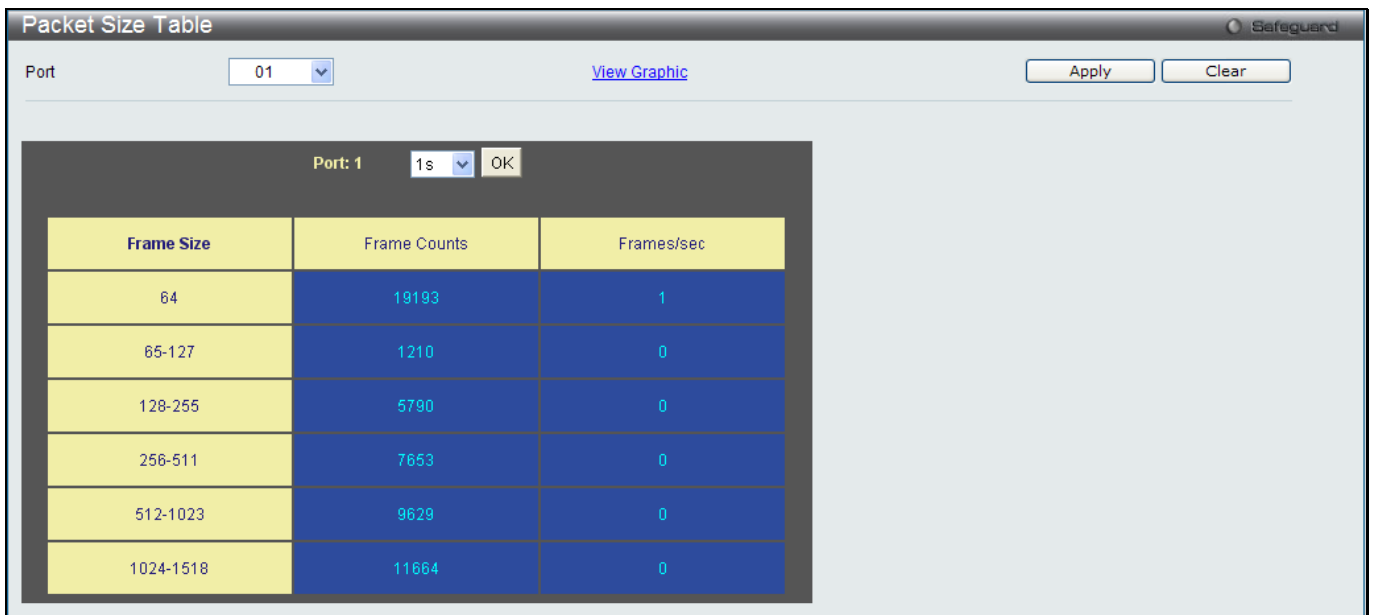 Packet Size Table
Safeguard
Port 01 View Graphic Apply Clear
Port: 1 1s OK
Frame Size Frame Counts Frames/sec
64 19193 1
65-127 1210 0
128-255 5790 0
256-511 7653 0
512-1023 9629 0
1024-1518 11664 0